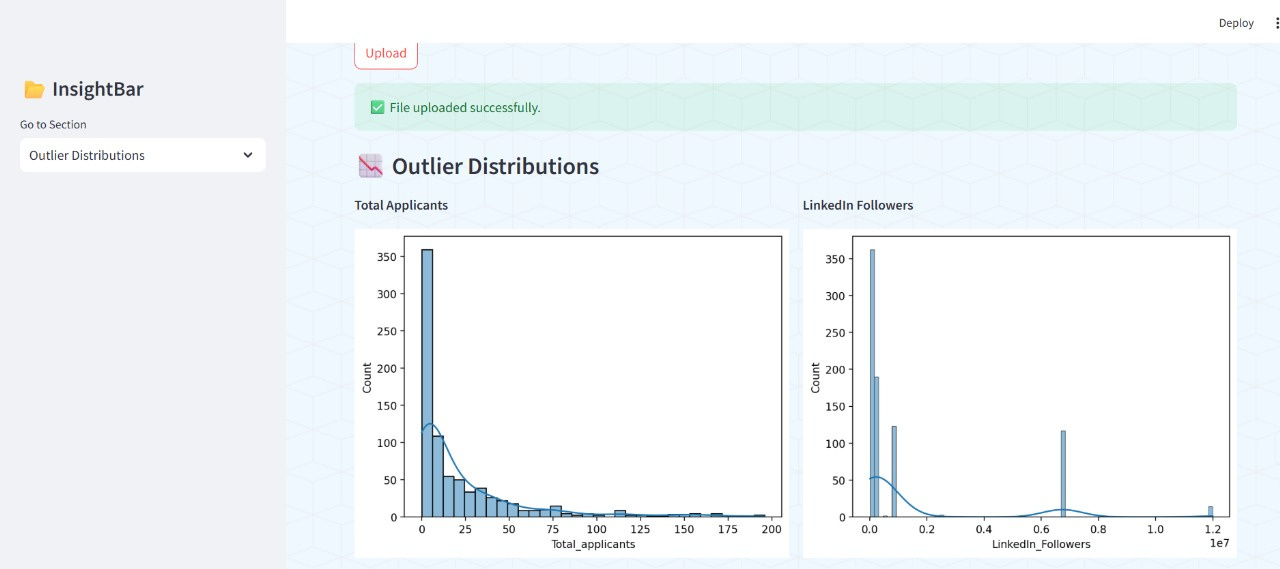 Deploy
Upload
InsightBar
Go to Section
Outlier Distributions
File uploaded successfully.
Outlier Distributions
Total Applicants
350
300
250
200
150
100
50
0
Count
0 25 50 75 100 125 150 175 200
Total_applicants
LinkedIn Followers
350
300
250
200
150
100
50
0
Count
0.0 0.2 0.4 0.6 0.8 1.0 1.2
1e7
LinkedIn_Followers